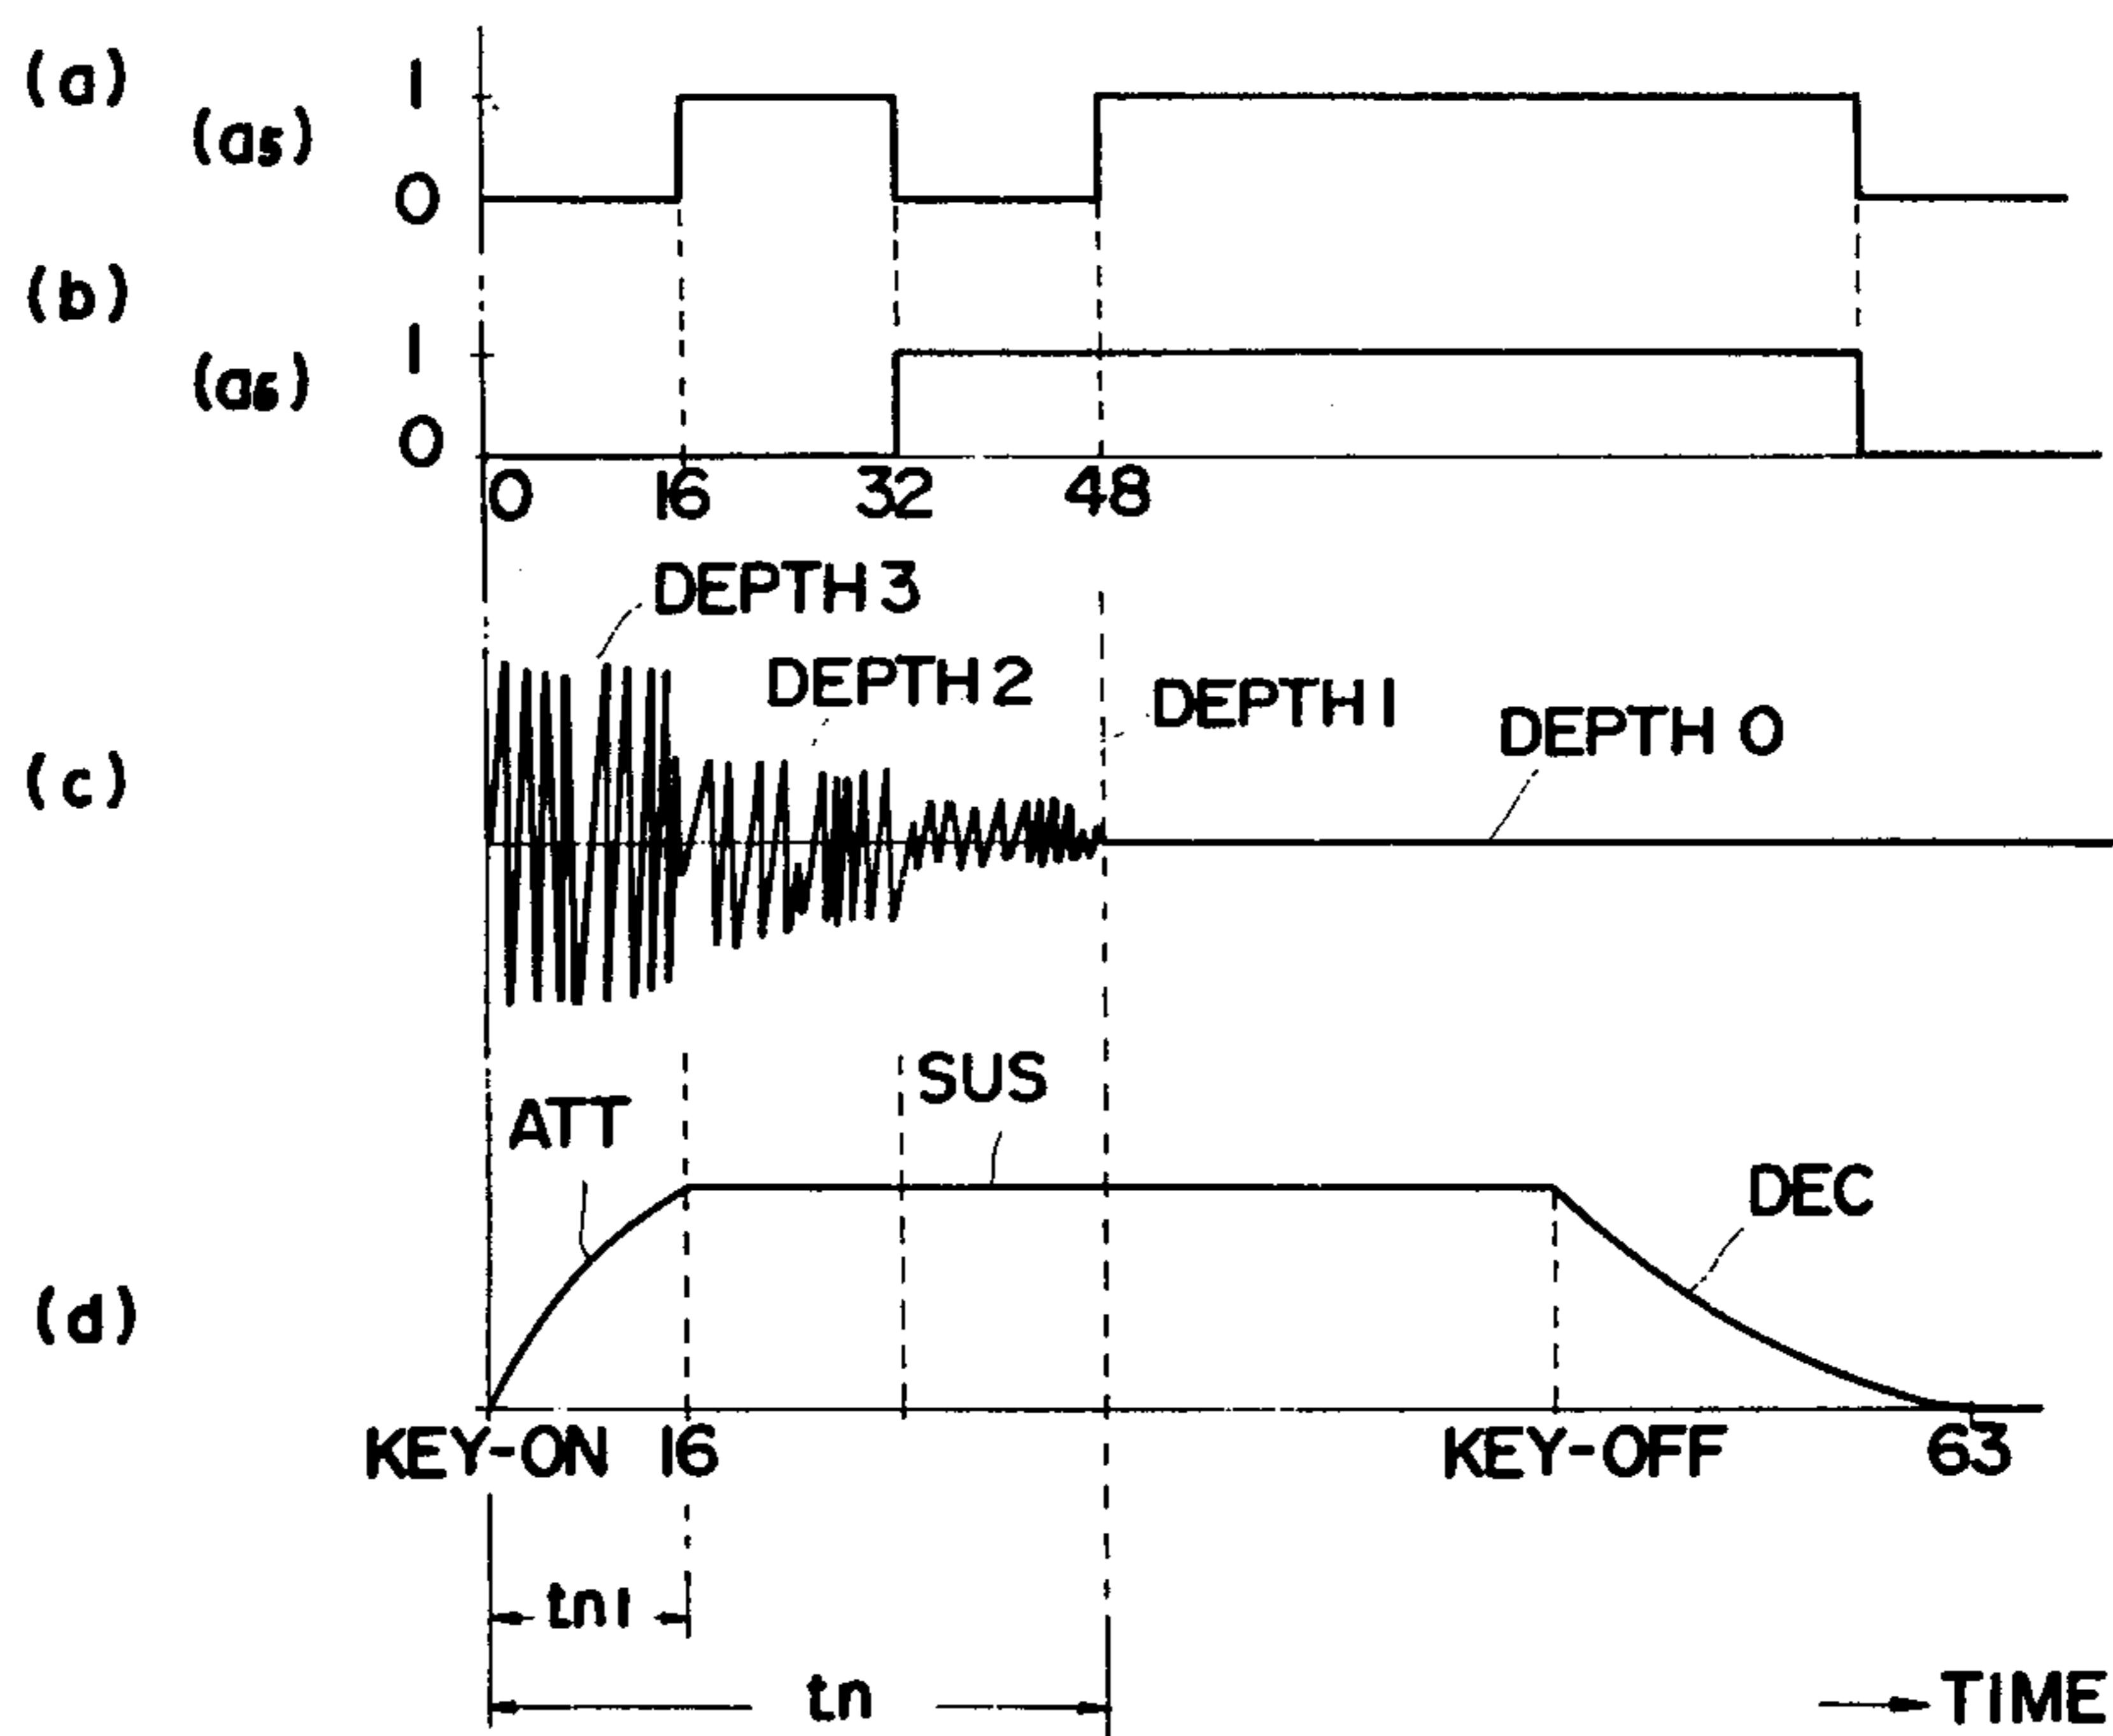 (a)
1
(a5)
0
(b)
1
(a6)
0
0 16 32 48
DEPTH 3
DEPTH 2
DEPTH 1
DEPTH 0
(c)
SUS
ATT
DEC
(d)
KEY-ON 16 KEY-OFF 63
tn1
tn
TIME